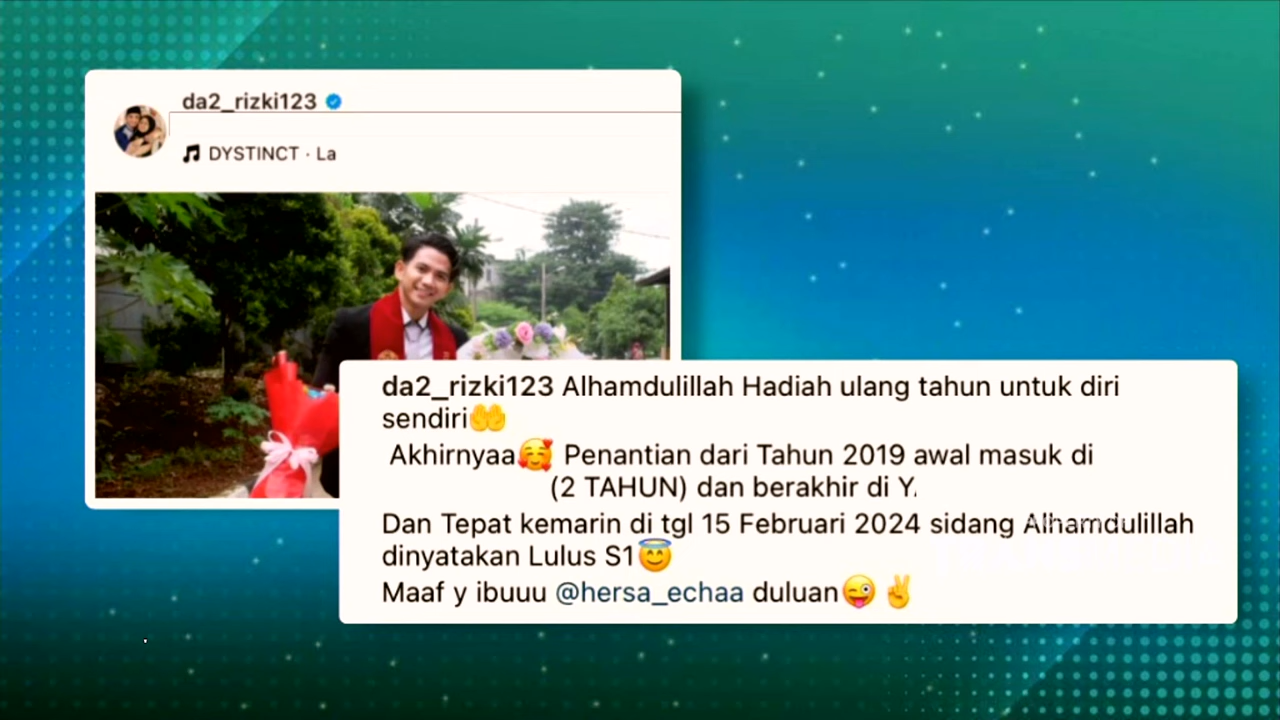 da2_rizki123
DYSTINCT · La
da2_rizki123 Alhamdulillah Hadiah ulang tahun untuk diri
sendiri🤲
Akhirnyaa🥰 Penantian dari Tahun 2019 awal masuk di
(2 TAHUN) dan berakhir di Y
Dan Tepat kemarin di tgl 15 Februari 2024 sidang Alhamdulillah
dinyatakan Lulus S1😇
Maaf y ibuuu @hersa_echaa duluan😜✌️